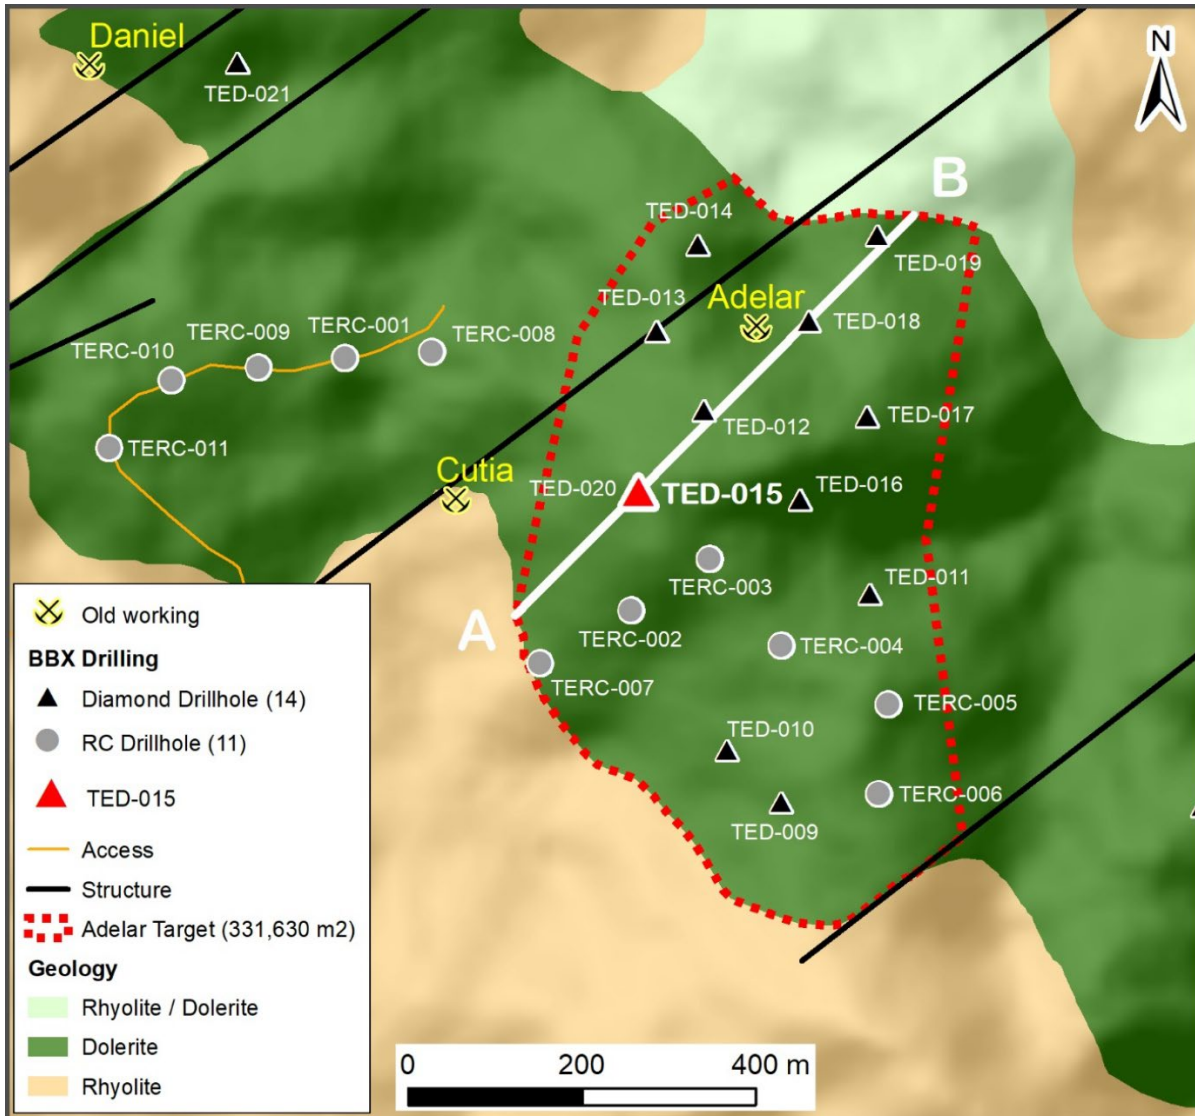 Daniel
TED-021
N
B
TED-014
TED-019
TED-013
Adelar
TED-018
TERC-009
TERC-001
TERC-008
TERC-010
TED-012
TED-017
TERC-011
Cutia
TED-020
TED-015
TED-016
TERC-003
TED-011
A
TERC-002
TERC-004
TERC-007
TERC-005
TED-010
TERC-006
TED-009
Old working
BBX Drilling
Diamond Drillhole (14)
RC Drillhole (11)
TED-015
Access
Structure
Adelar Target (331,630 m2)
Geology
Rhyolite / Dolerite
Dolerite
Rhyolite
0 200 400 m